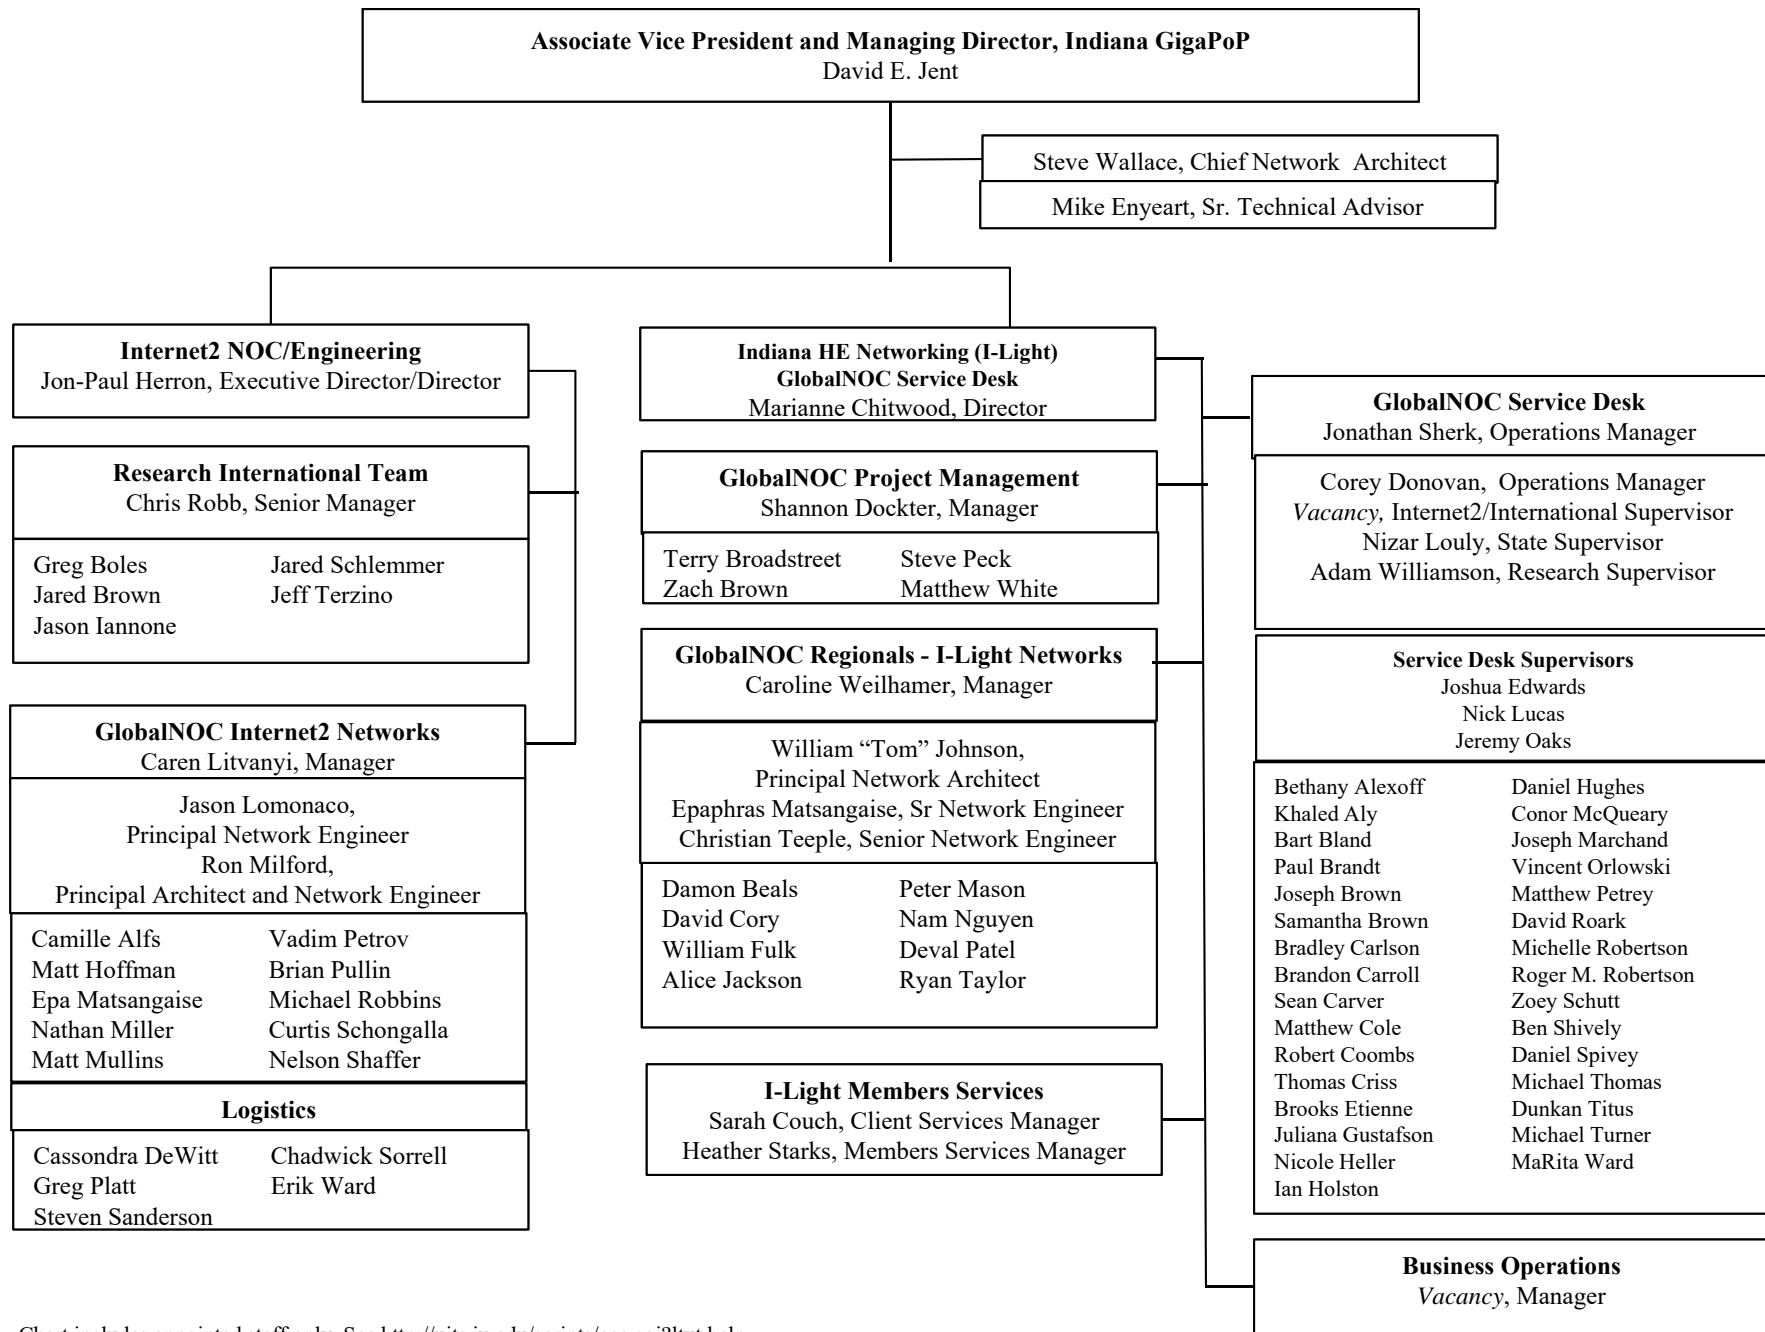 Associate Vice President and Managing Director, Indiana GigaPoP
David E. Jent
Steve Wallace, Chief Network Architect
Mike Enyeart, Sr. Technical Advisor
Internet2 NOC/Engineering
Jon-Paul Herron, Executive Director/Director
Research International Team
Chris Robb, Senior Manager
Greg Boles
Jared Brown
Jason Iannone
Jared Schlemmer
Jeff Terzino
GlobalNOC Internet2 Networks
Caren Litvanyi, Manager
Jason Lomonaco,
Principal Network Engineer
Ron Milford,
Principal Architect and Network Engineer
Camille Alfs
Matt Hoffman
Epa Matsangaise
Nathan Miller
Matt Mullins
Vadim Petrov
Brian Pullin
Michael Robbins
Curtis Schongalla
Nelson Shaffer
Logistics
Cassondra DeWitt
Greg Platt
Steven Sanderson
Chadwick Sorrell
Erik Ward
Indiana HE Networking (I-Light)
GlobalNOC Service Desk
Marianne Chitwood, Director
GlobalNOC Project Management
Shannon Dockter, Manager
Terry Broadstreet
Zach Brown
Steve Peck
Matthew White
GlobalNOC Regionals - I-Light Networks
Caroline Weilhamer, Manager
William “Tom” Johnson,
Principal Network Architect
Epaphras Matsangaise, Sr Network Engineer
Christian Teeple, Senior Network Engineer
Damon Beals
David Cory
William Fulk
Alice Jackson
Peter Mason
Nam Nguyen
Deval Patel
Ryan Taylor
I-Light Members Services
Sarah Couch, Client Services Manager
Heather Starks, Members Services Manager
GlobalNOC Service Desk
Jonathan Sherk, Operations Manager
Corey Donovan, Operations Manager
Vacancy, Internet2/International Supervisor
Nizar Louly, State Supervisor
Adam Williamson, Research Supervisor
Service Desk Supervisors
Joshua Edwards
Nick Lucas
Jeremy Oaks
Bethany Alexoff
Khaled Aly
Bart Bland
Paul Brandt
Joseph Brown
Samantha Brown
Bradley Carlson
Brandon Carroll
Sean Carver
Matthew Cole
Robert Coombs
Thomas Criss
Brooks Etienne
Juliana Gustafson
Nicole Heller
Ian Holston
Daniel Hughes
Conor McQueary
Joseph Marchand
Vincent Orlowski
Matthew Petrey
David Roark
Michelle Robertson
Roger M. Robertson
Zoey Schutt
Ben Shively
Daniel Spivey
Michael Thomas
Dunkan Titus
Michael Turner
MaRita Ward
Business Operations
Vacancy, Manager